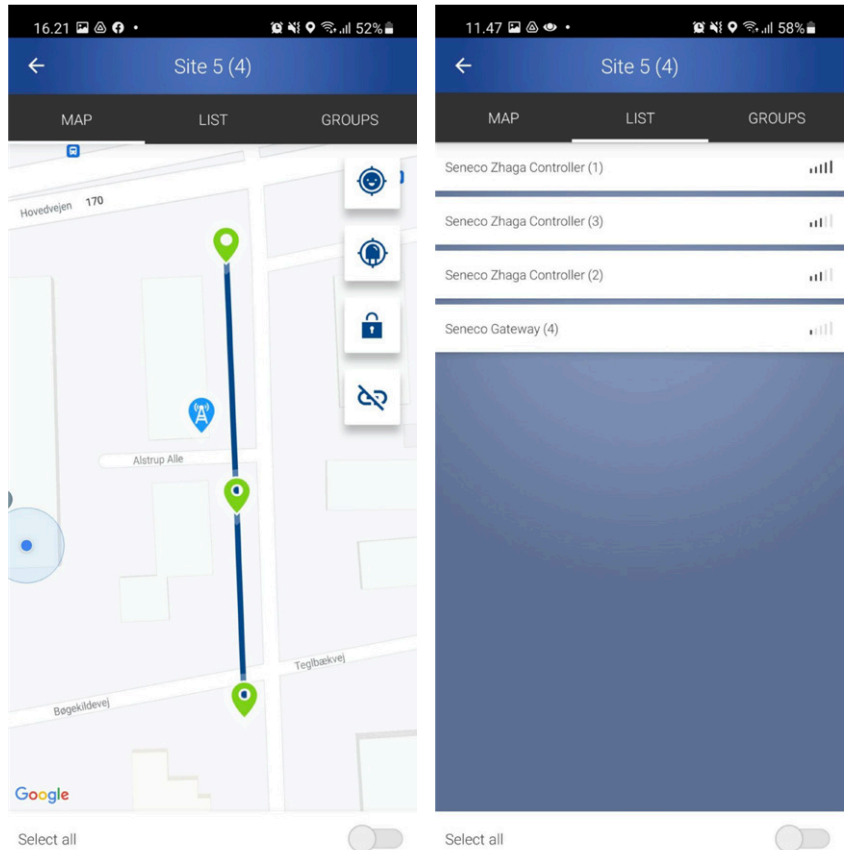 16.21
52%
Site 5 (4)
MAP LIST GROUPS
Hovedvejen 170
Alstrup Alle
Teglbækvej
Bøgekildevej
Google
Select all
11.47
58%
Site 5 (4)
MAP LIST GROUPS
Seneco Zhaga Controller (1)
Seneco Zhaga Controller (3)
Seneco Zhaga Controller (2)
Seneco Gateway (4)
Select all